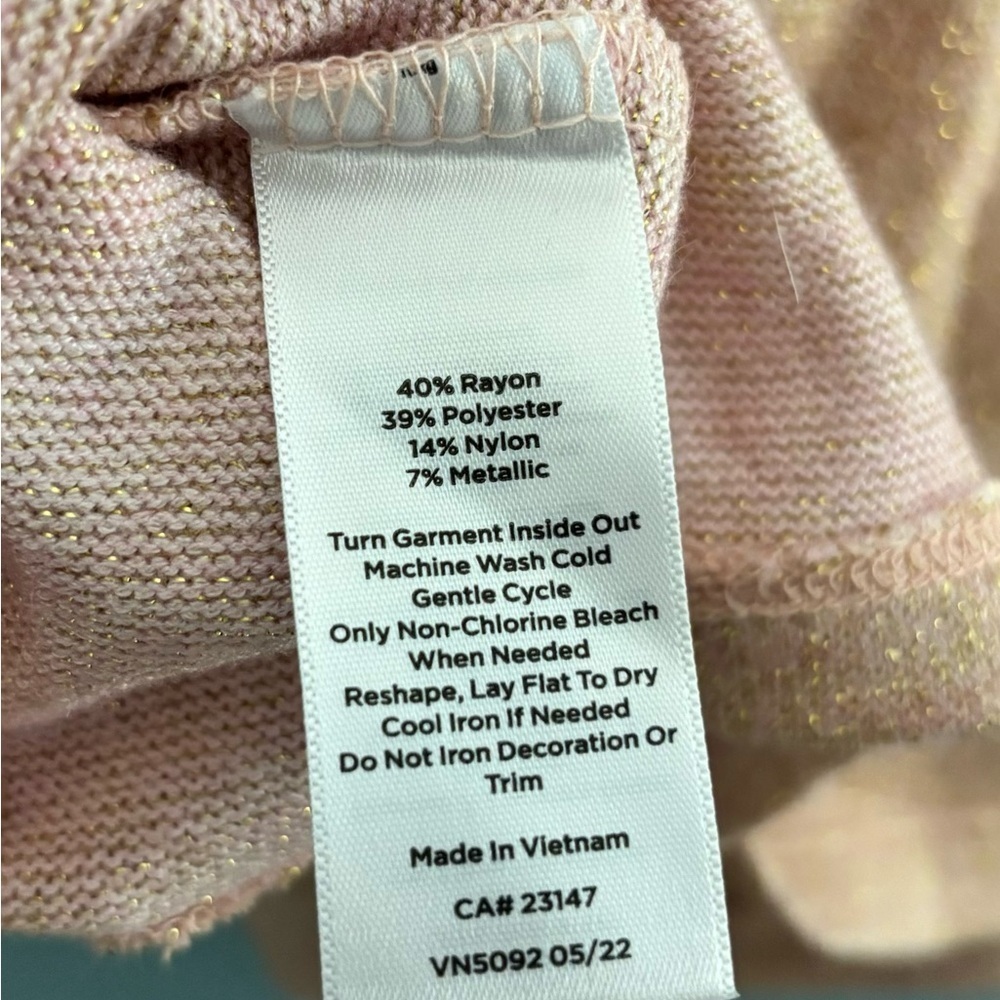 40% Rayon
39% Polyester
14% Nylon
7% Metallic
Turn Garment Inside Out
Machine Wash Cold
Gentle Cycle
Only Non-Chlorine Bleach
When Needed
Reshape, Lay Flat To Dry
Cool Iron If Needed
Do Not Iron Decoration Or
Trim
Made In Vietnam
CA# 23147
VN5092 05/22